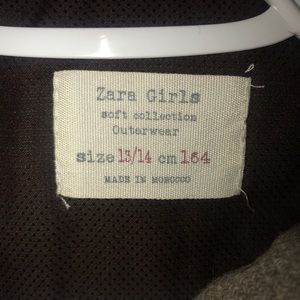 Zara Girls
soft collection
Outerwear
size 13/14 cm 164
MADE IN MOROCCO